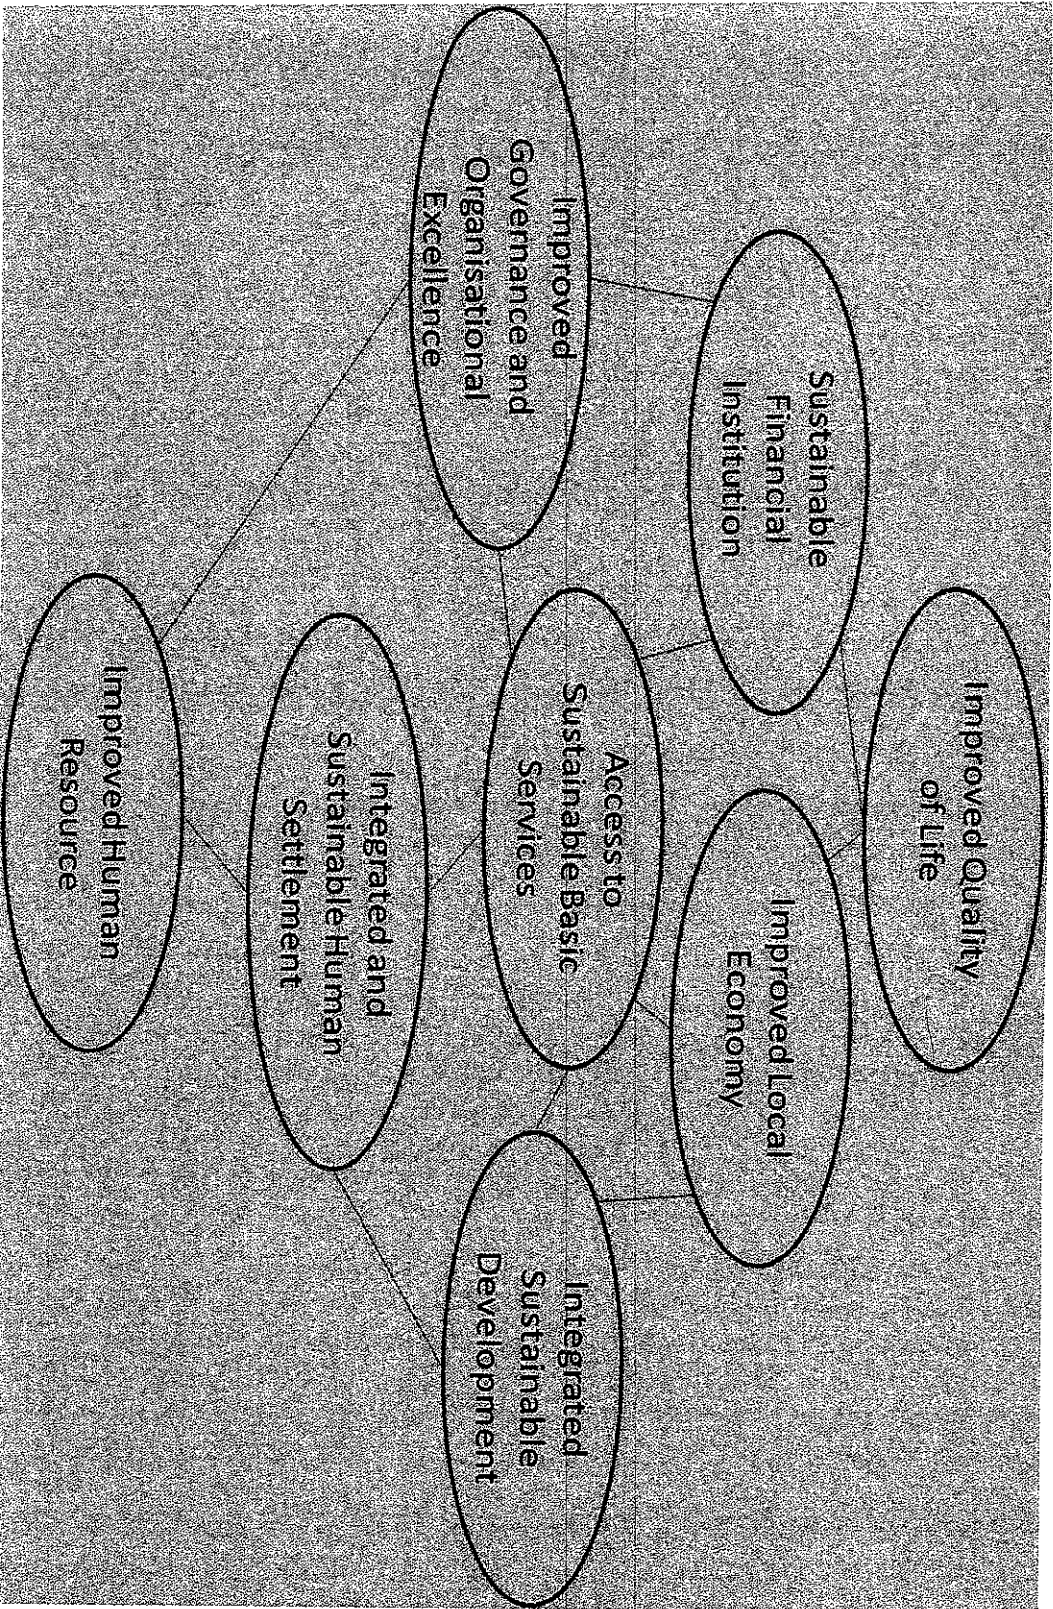 Improved Quality
of Life
Sustainable
Financial
Institution
Improved Local
Economy
Improved
Governance and
Organisational
Excellence
Access to
Sustainable Basic
Services
Integrated
Sustainable
Development
Integrated and
Sustainable Human
Settlement
Improved Human
Resource